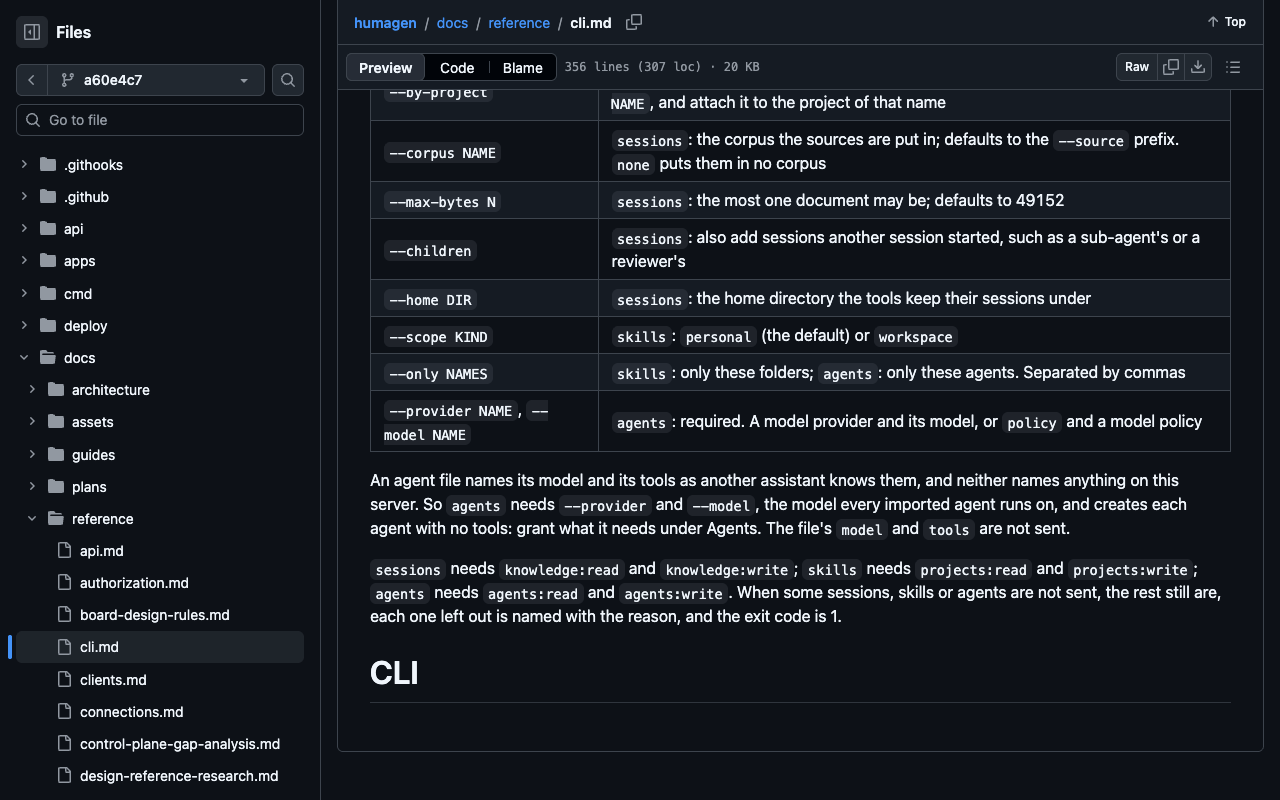 Files
humagen / docs / reference / cli.md
Top
a60e4c7
Preview Code Blame 356 lines (307 loc) · 20 KB
Raw
Go to file
.githooks
.github
api
apps
cmd
deploy
docs
architecture
assets
guides
plans
reference
api.md
authorization.md
board-design-rules.md
cli.md
clients.md
connections.md
control-plane-gap-analysis.md
design-reference-research.md
--by-project
NAME , and attach it to the project of that name
--corpus NAME
sessions : the corpus the sources are put in; defaults to the --source prefix.
none puts them in no corpus
--max-bytes N
sessions : the most one document may be; defaults to 49152
--children
sessions : also add sessions another session started, such as a sub-agent's or a
reviewer's
--home DIR
sessions : the home directory the tools keep their sessions under
--scope KIND
skills : personal (the default) or workspace
--only NAMES
skills : only these folders; agents : only these agents. Separated by commas
--provider NAME , --
model NAME
agents : required. A model provider and its model, or policy and a model policy
An agent file names its model and its tools as another assistant knows them, and neither names anything on this
server. So agents needs --provider and --model , the model every imported agent runs on, and creates each
agent with no tools: grant what it needs under Agents. The file's model and tools are not sent.
sessions needs knowledge:read and knowledge:write ; skills needs projects:read and projects:write ;
agents needs agents:read and agents:write . When some sessions, skills or agents are not sent, the rest still are,
each one left out is named with the reason, and the exit code is 1.
CLI